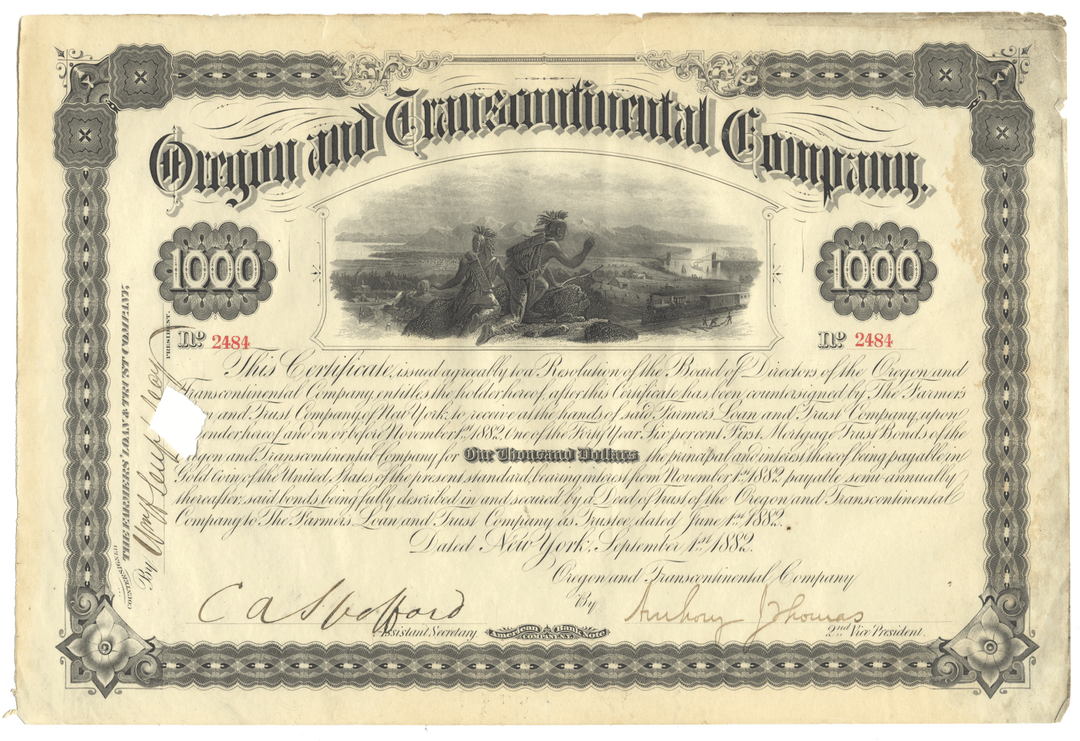 Oregon and Transcontinental Company.
1000 1000
No 2484 No 2484
This Certificate, issued agreeably to a Resolution of the Board of Directors of the Oregon and
Transcontinental Company, entitles the holder hereof, after this Certificate has been countersigned by The Farmers
and Trust Company, of New York, to receive at the hands of said Farmers Loan and Trust Company, upon
hereof and on or before November 1st 1882, One of the Forty Year Six per cent First Mortgage Trust Bonds of the
and Transcontinental Company for One Thousand Dollars the principal and interest thereof being payable in
Gold Coin of the United States of the present standard, bearing interest from November 1st 1882 payable semi-annually
thereafter, said bonds being fully described in and secured by a Deed of Trust of the Oregon and Transcontinental
Company to The Farmers Loan and Trust Company as Trustee, dated June 1st 1882.
Dated New York, September 1st 1882.
Oregon and Transcontinental Company
By
C A Spofford
Anthony J Thomas
Assistant Secretary
American Bank Note
Company N.Y.
2nd Vice President.
COUNTERSIGNED
THE FARMERS' LOAN & TRUST COMPANY.
By
PRESIDENT.